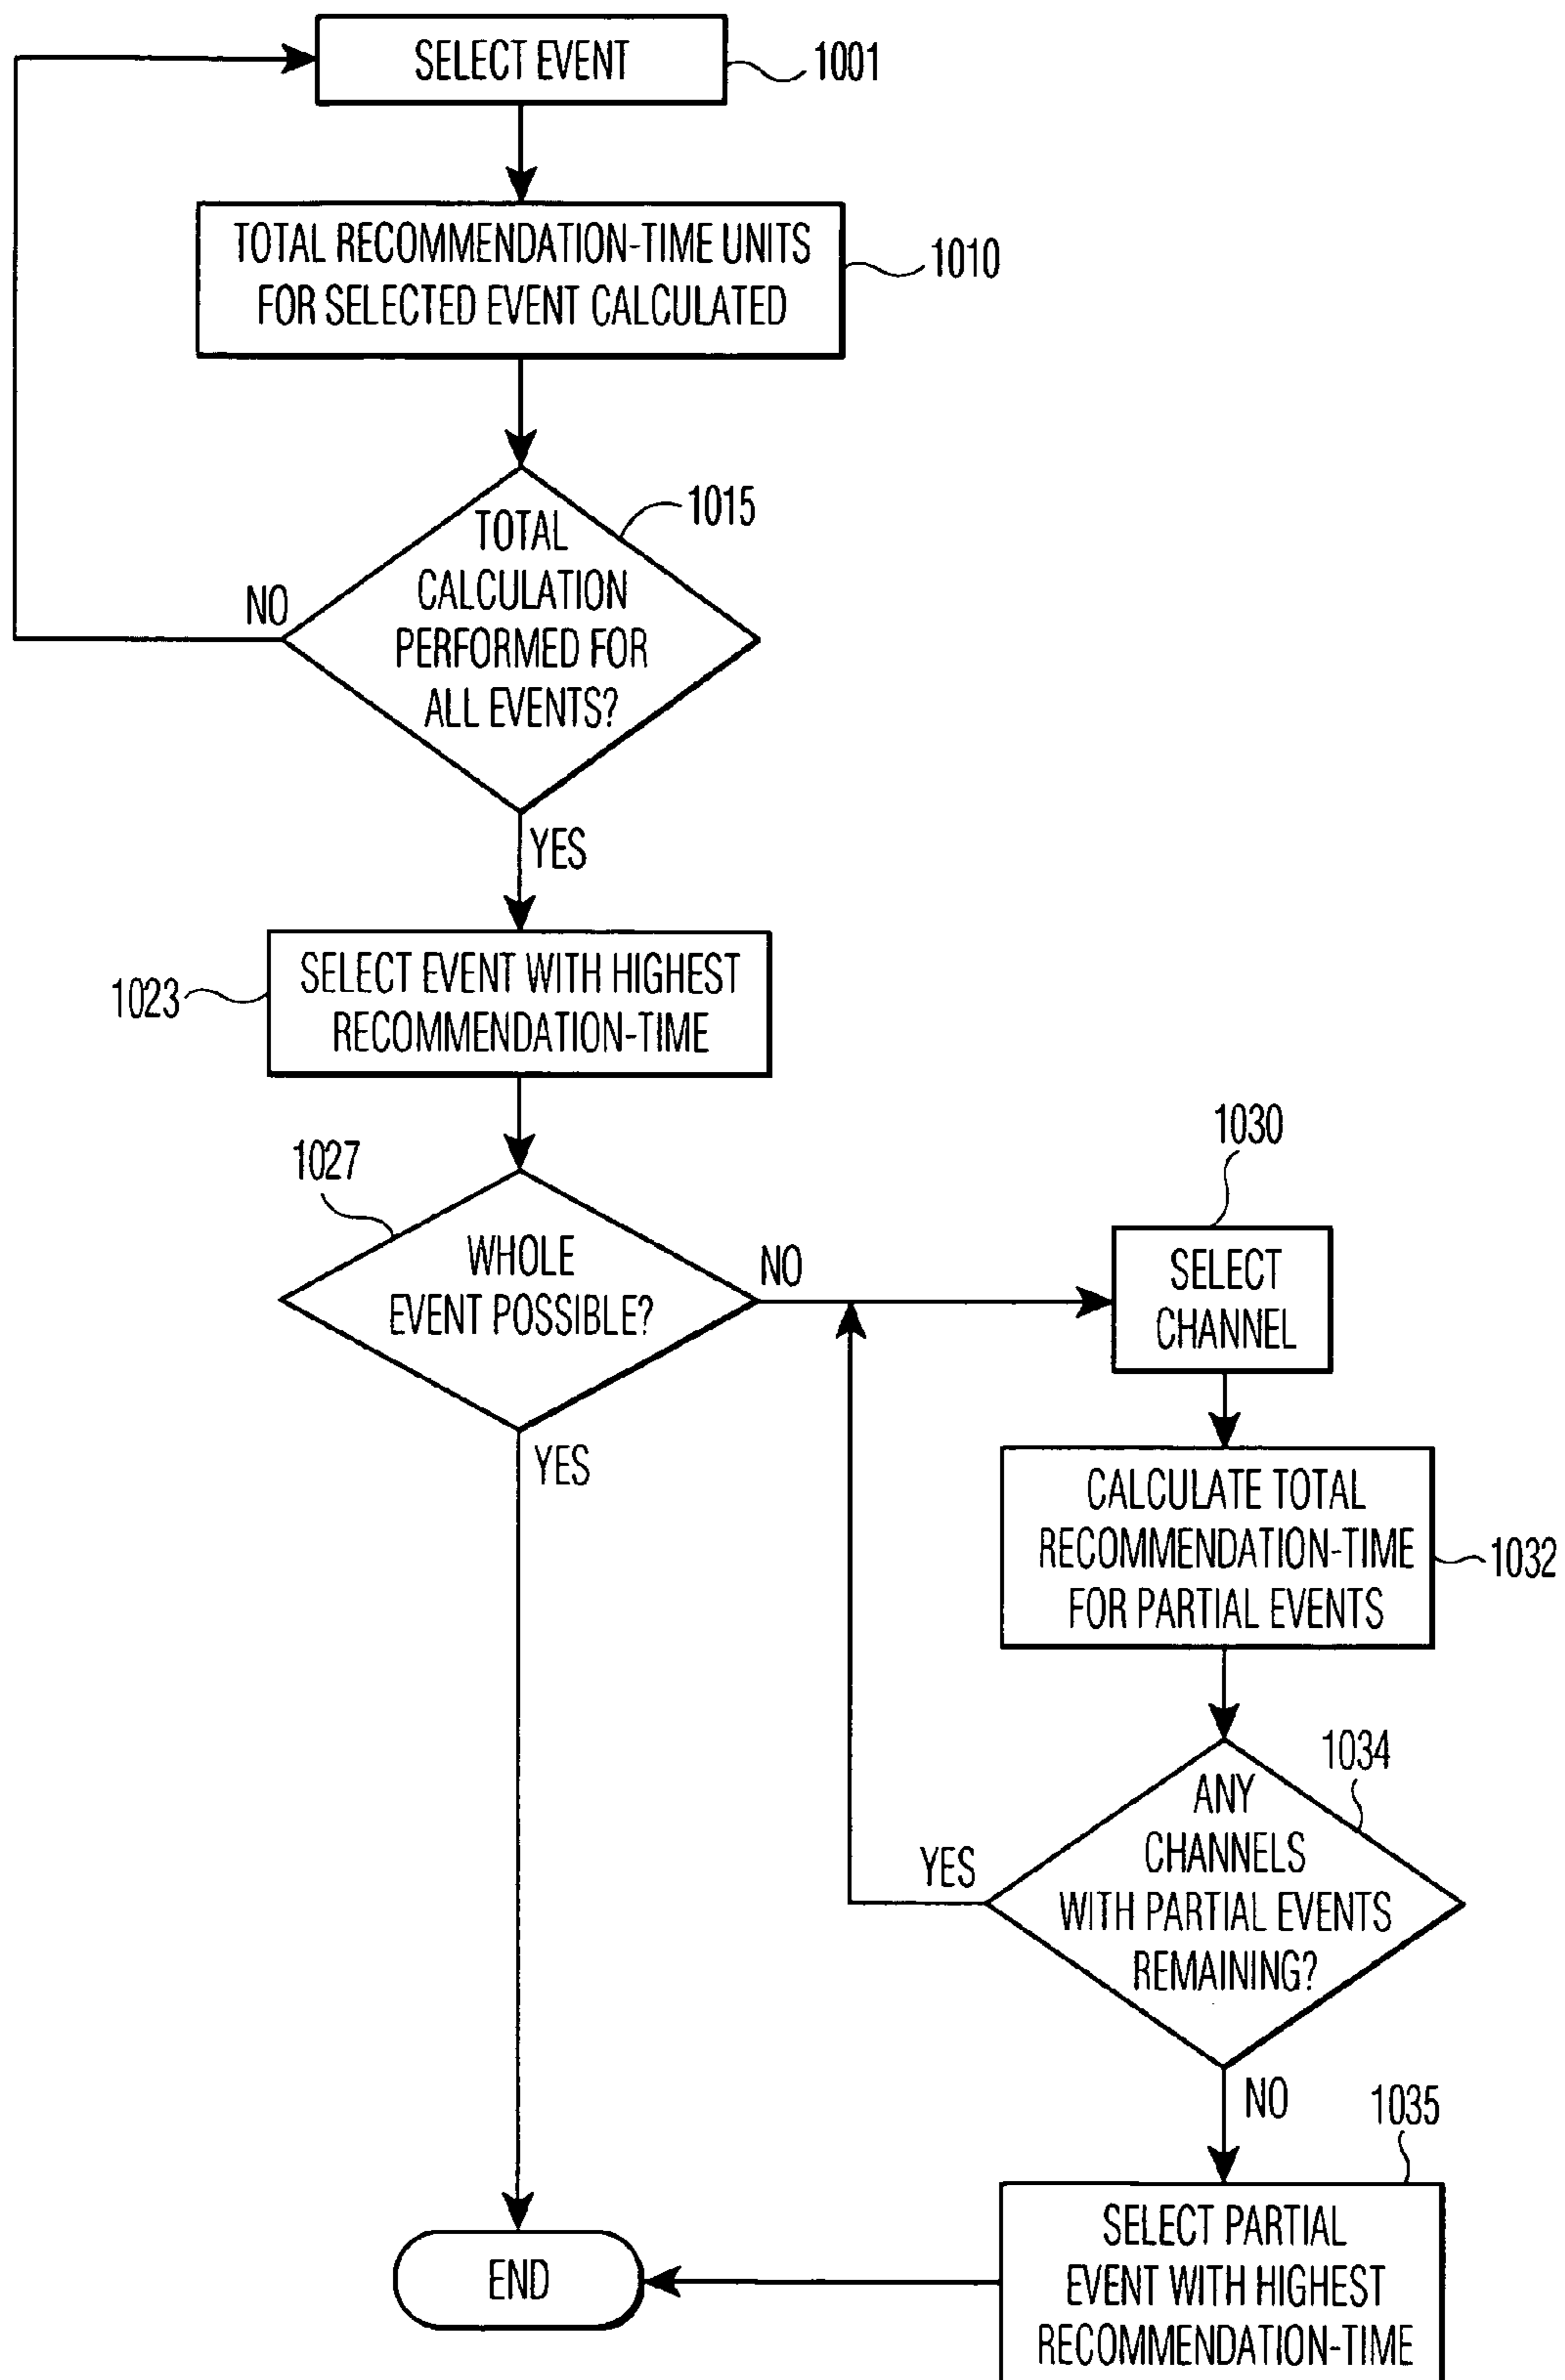 SELECT EVENT
1001
TOTAL RECOMMENDATION-TIME UNITS
FOR SELECTED EVENT CALCULATED
1010
1015
TOTAL
CALCULATION
PERFORMED FOR
ALL EVENTS?
NO
YES
1023
SELECT EVENT WITH HIGHEST
RECOMMENDATION-TIME
1027
WHOLE
EVENT POSSIBLE?
NO
YES
1030
SELECT
CHANNEL
CALCULATE TOTAL
RECOMMENDATION-TIME
FOR PARTIAL EVENTS
1032
1034
ANY
CHANNELS
WITH PARTIAL EVENTS
REMAINING?
YES
NO
1035
SELECT PARTIAL
EVENT WITH HIGHEST
RECOMMENDATION-TIME
END